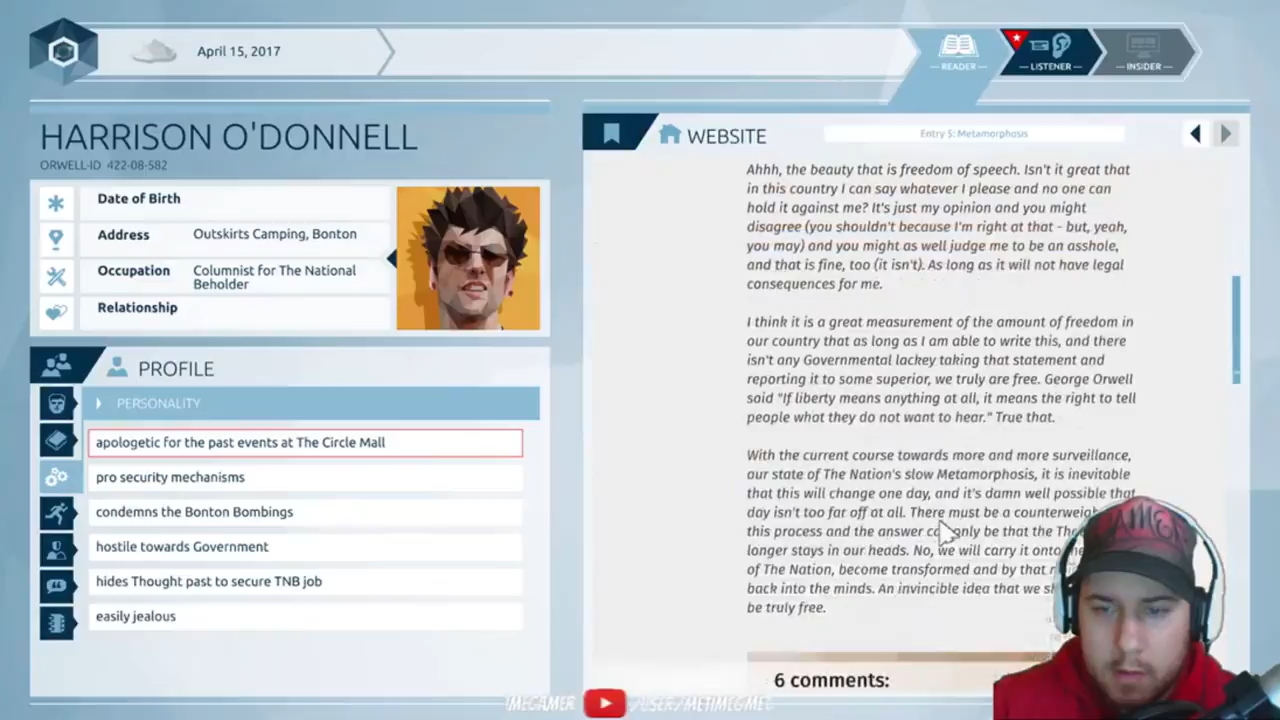 April 15, 2017
READER
LISTENER
INSIDER
HARRISON O'DONNELL
ORWELL-ID 422-08-582
Date of Birth
Address Outskirts Camping, Bonton
Occupation Columnist for The National
Beholder
Relationship
PROFILE
PERSONALITY
apologetic for the past events at The Circle Mall
pro security mechanisms
condemns the Bonton Bombings
hostile towards Government
hides Thought past to secure TNB job
easily jealous
WEBSITE
Entry 5: Metamorphosis
Ahhh, the beauty that is freedom of speech. Isn't it great that
in this country I can say whatever I please and no one can
hold it against me? It's just my opinion and you might
disagree (you shouldn't because I'm right at that - but, yeah,
you may) and you might as well judge me to be an asshole,
and that is fine, too (it isn't). As long as it will not have legal
consequences for me.
I think it is a great measurement of the amount of freedom in
our country that as long as I am able to write this, and there
isn't any Governmental lackey taking that statement and
reporting it to some superior, we truly are free. George Orwell
said "If liberty means anything at all, it means the right to tell
people what they do not want to hear." True that.
With the current course towards more and more surveillance,
our state of The Nation's slow Metamorphosis, it is inevitable
that this will change one day, and it's damn well possible that
day isn't too far off at all. There must be a
this process and the answer can only be that the
longer stays in our heads. No, we will carry it onto
of The Nation, become transformed and by that
back into the minds. An invincible idea that we
be truly free.
6 comments: